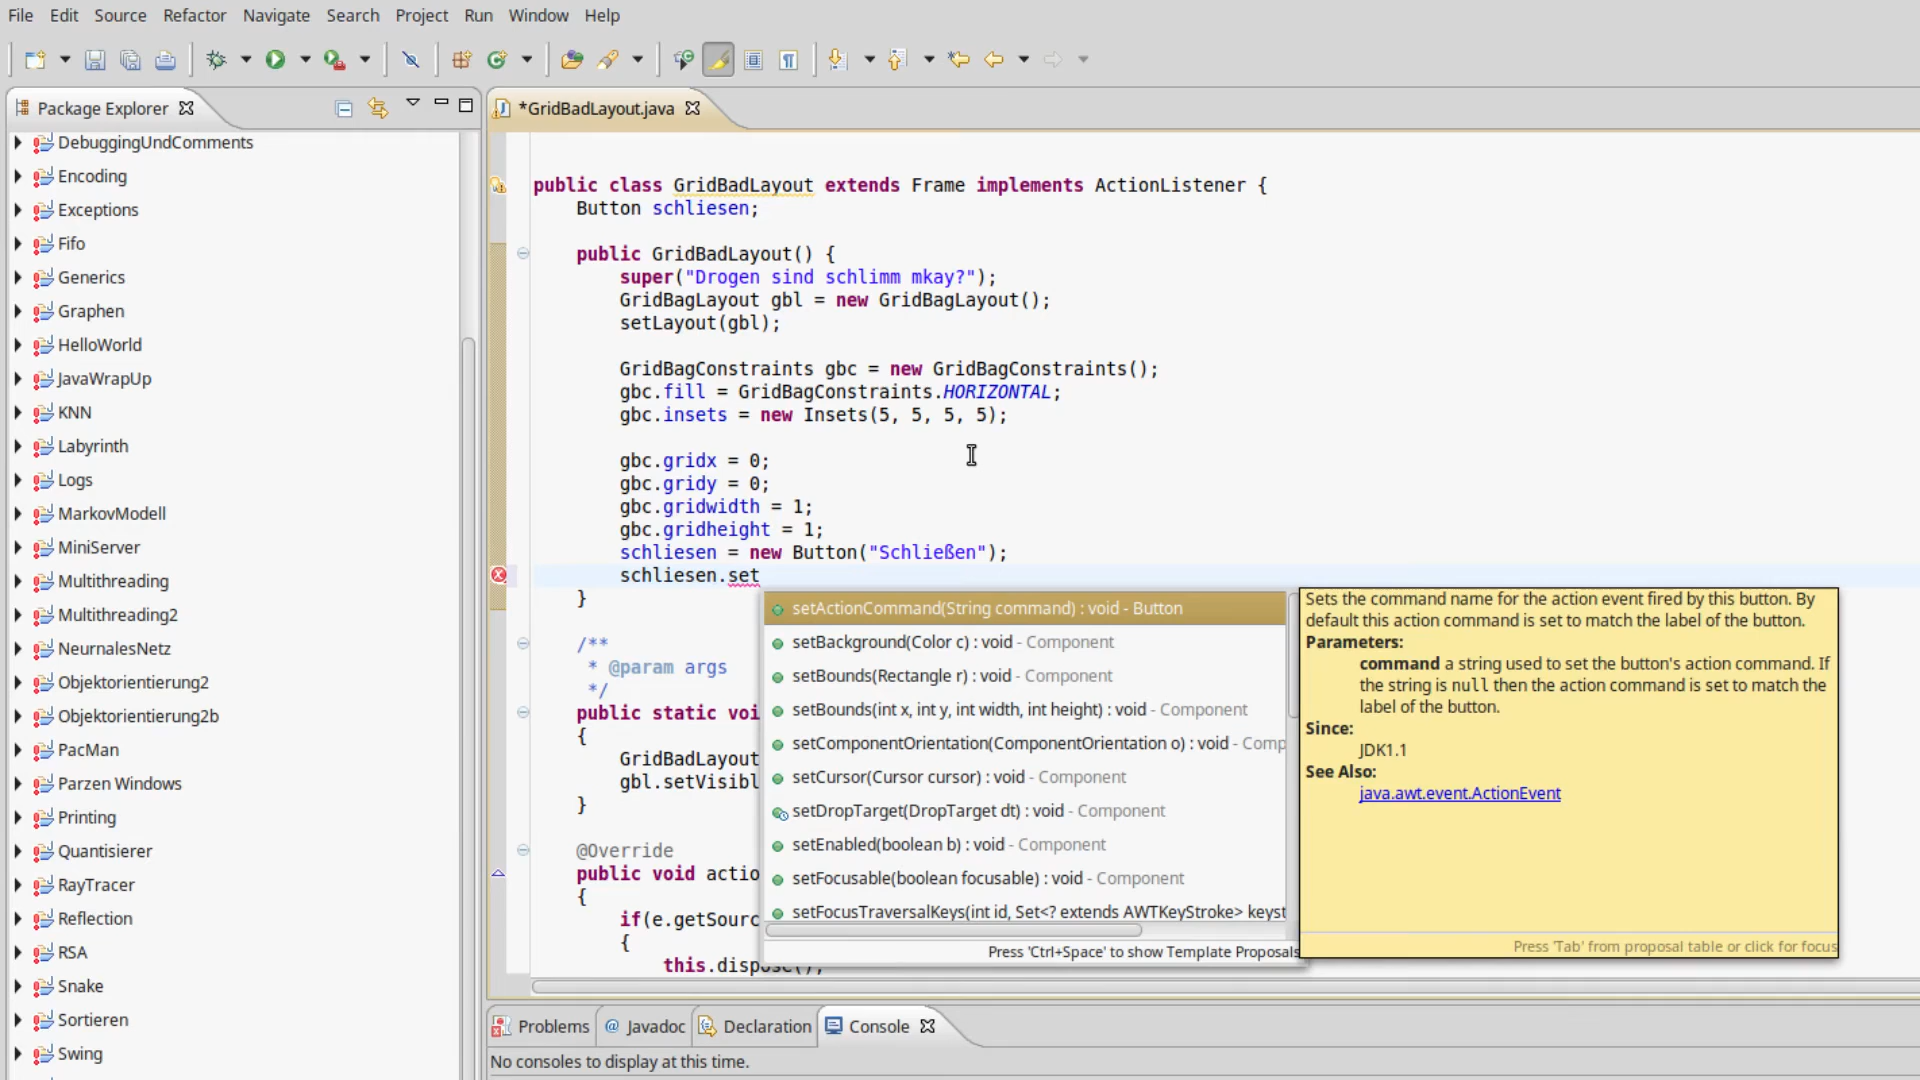 File Edit Source Refactor Navigate Search Project Run Window Help
Package Explorer
DebuggingUndComments
Encoding
Exceptions
Fifo
Generics
Graphen
HelloWorld
JavaWrapUp
KNN
Labyrinth
Logs
MarkovModell
MiniServer
Multithreading
Multithreading2
NeurnalesNetz
Objektorientierung2
Objektorientierung2b
PacMan
Parzen Windows
Printing
Quantisierer
RayTracer
Reflection
RSA
Snake
Sortieren
Swing
*GridBadLayout.java
public class GridBadLayout extends Frame implements ActionListener {
Button schliesen;
public GridBadLayout() {
super("Drogen sind schlimm mkay?");
GridBagLayout gbl = new GridBagLayout();
setLayout(gbl);
GridBagConstraints gbc = new GridBagConstraints();
gbc.fill = GridBagConstraints.HORIZONTAL;
gbc.insets = new Insets(5, 5, 5, 5);
gbc.gridx = 0;
gbc.gridy = 0;
gbc.gridwidth = 1;
gbc.gridheight = 1;
schliesen = new Button("Schließen");
schliesen.set
}
/**
* @param args
*/
public static voi
{
GridBadLayout
gbl.setVisibl
}
@Override
public void actio
{
if(e.getSourc
{
this.dispose();
setActionCommand(String command) : void - Button
setBackground(Color c) : void - Component
setBounds(Rectangle r) : void - Component
setBounds(int x, int y, int width, int height) : void - Component
setComponentOrientation(ComponentOrientation o) : void - Comp
setCursor(Cursor cursor) : void - Component
setDropTarget(DropTarget dt) : void - Component
setEnabled(boolean b) : void - Component
setFocusable(boolean focusable) : void - Component
setFocusTraversalKeys(int id, Set<? extends AWTKeyStroke> keyst
Press 'Ctrl+Space' to show Template Proposals
Sets the command name for the action event fired by this button. By
default this action command is set to match the label of the button.
Parameters:
command a string used to set the button's action command. If
the string is null then the action command is set to match the
label of the button.
Since:
JDK1.1
See Also:
java.awt.event.ActionEvent
Press 'Tab' from proposal table or click for focus
Problems @ Javadoc Declaration Console
No consoles to display at this time.